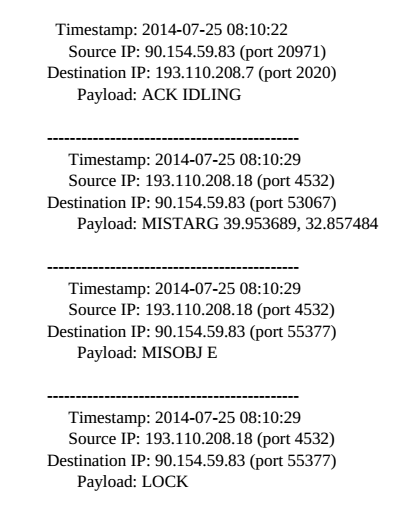 Timestamp: 2014-07-25 08:10:22
Source IP: 90.154.59.83 (port 20971)
Destination IP: 193.110.208.7 (port 2020)
Payload: ACK IDLING
--------------------------------------------
Timestamp: 2014-07-25 08:10:29
Source IP: 193.110.208.18 (port 4532)
Destination IP: 90.154.59.83 (port 53067)
Payload: MISTARG 39.953689, 32.857484
--------------------------------------------
Timestamp: 2014-07-25 08:10:29
Source IP: 193.110.208.18 (port 4532)
Destination IP: 90.154.59.83 (port 55377)
Payload: MISOBJ E
--------------------------------------------
Timestamp: 2014-07-25 08:10:29
Source IP: 193.110.208.18 (port 4532)
Destination IP: 90.154.59.83 (port 55377)
Payload: LOCK